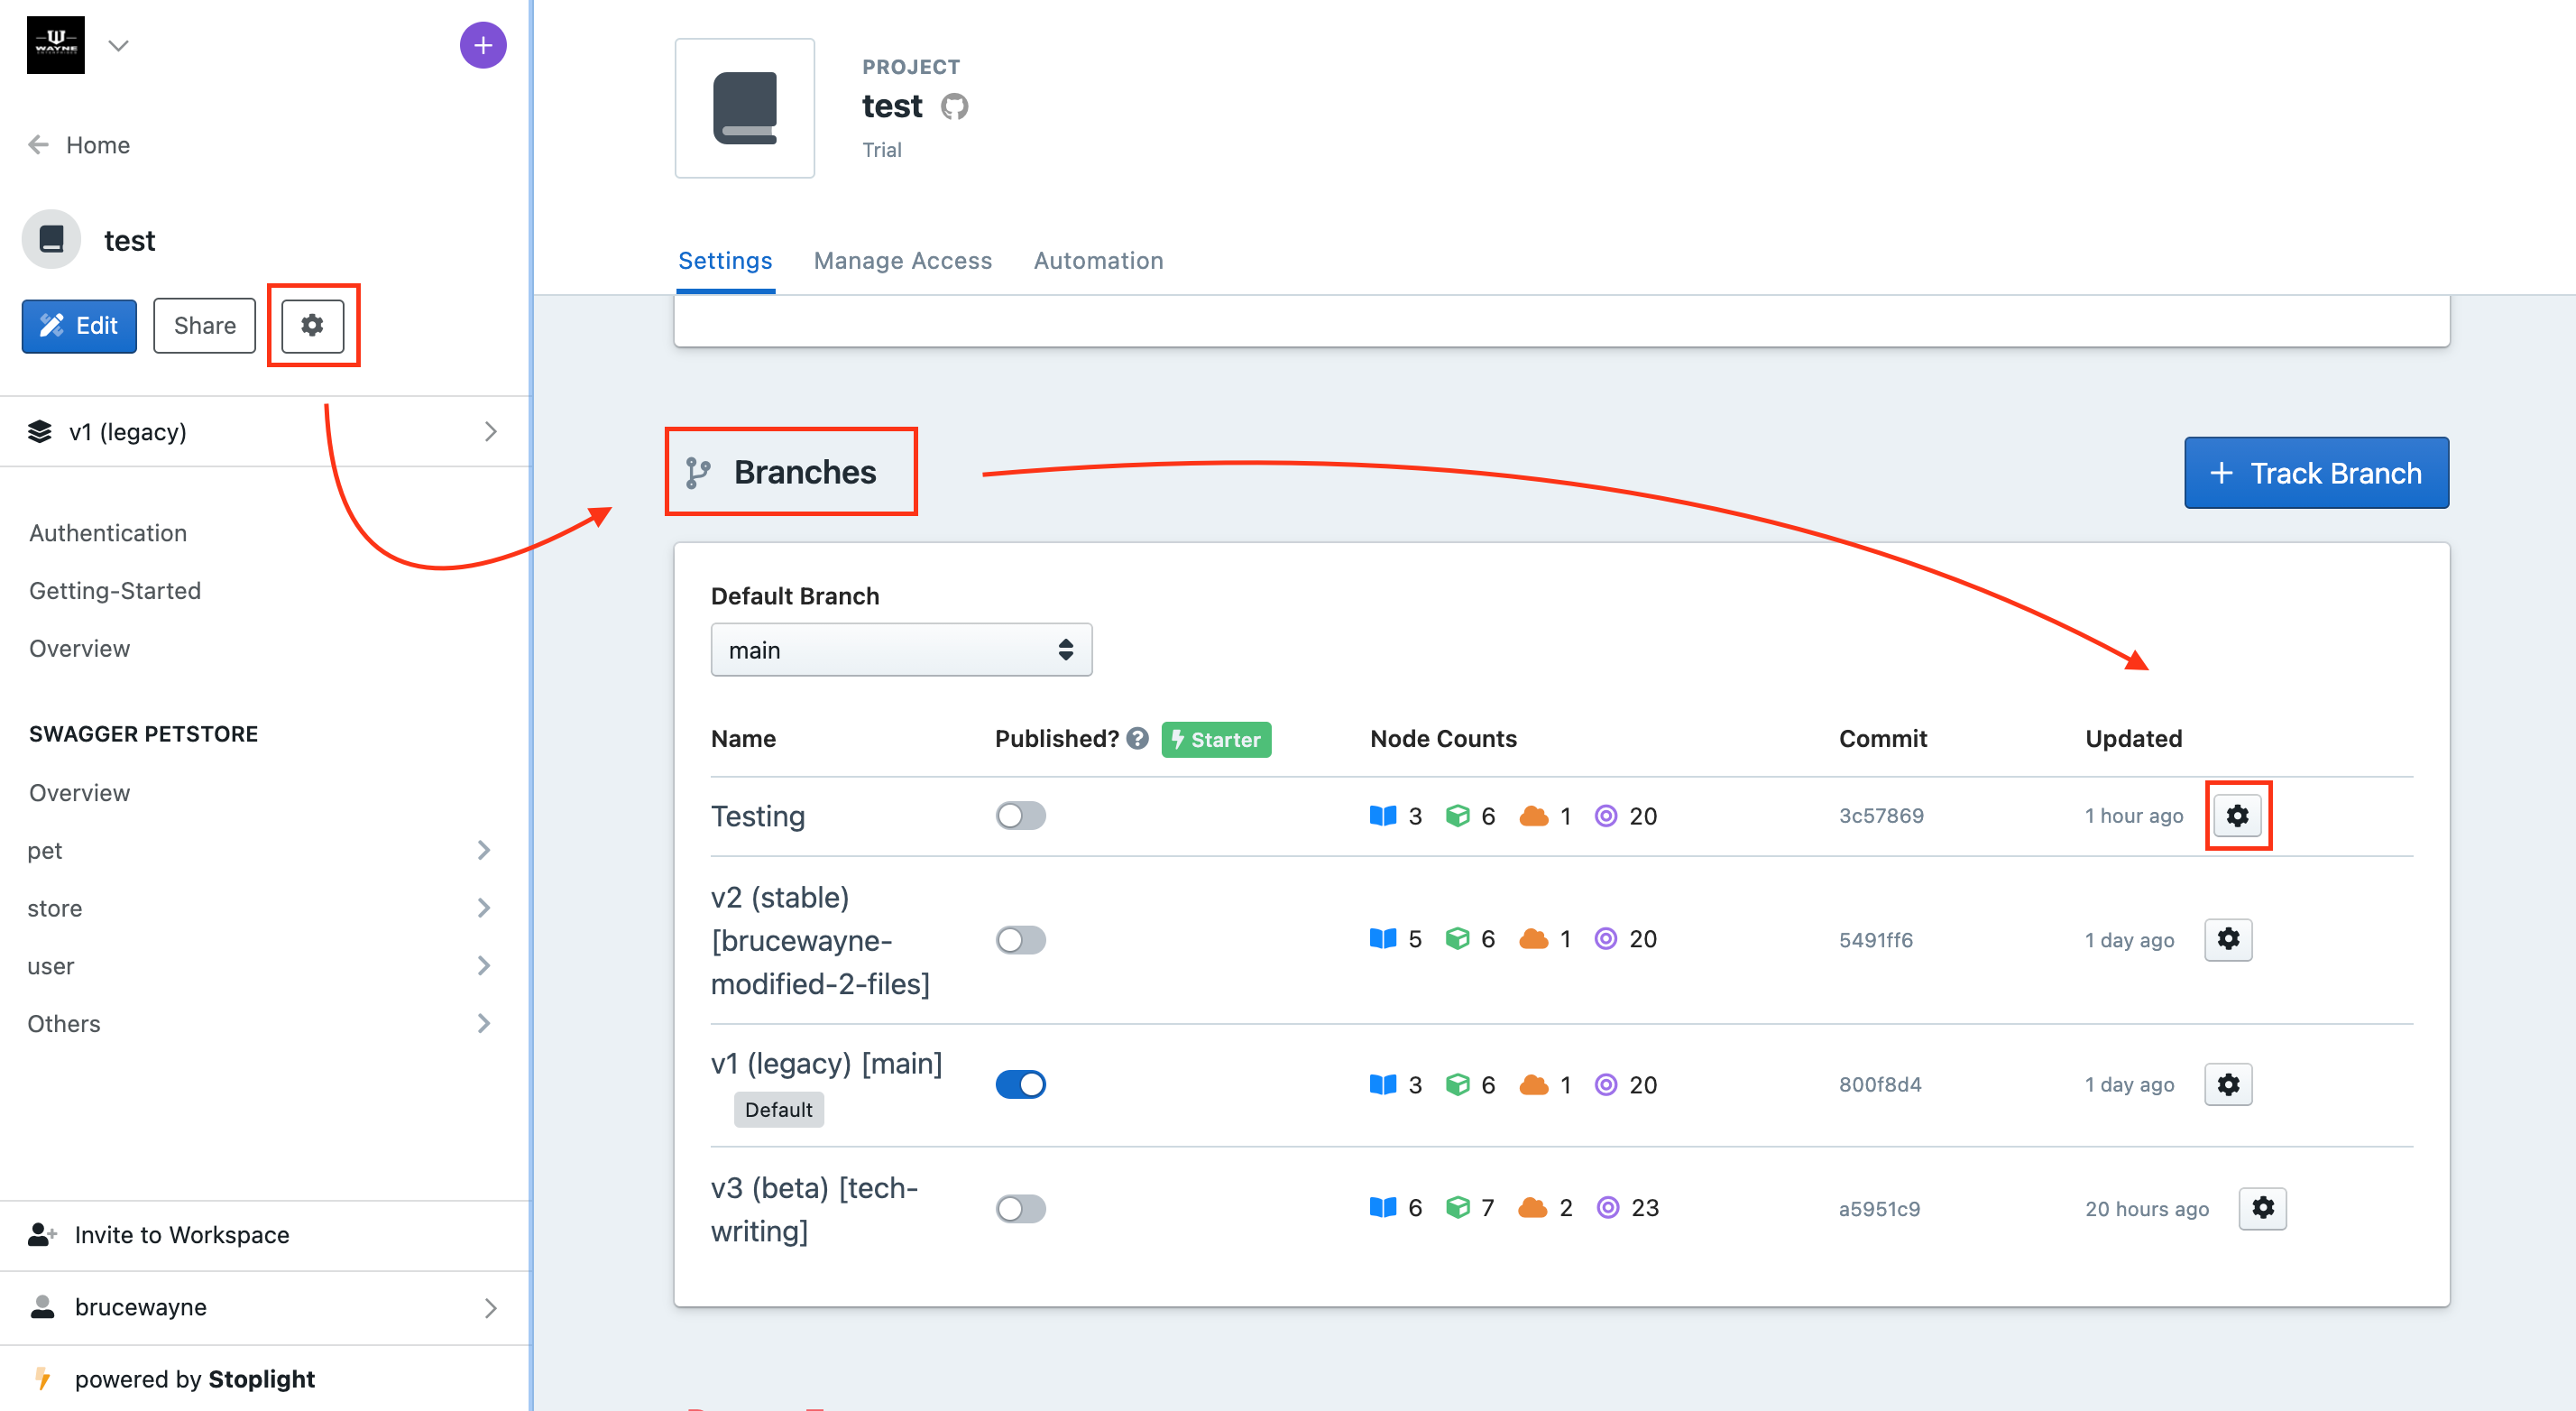 WAYNE
Home
test
Edit
Share
v1 (legacy)
Authentication
Getting-Started
Overview
SWAGGER PETSTORE
Overview
pet
store
user
Others
Invite to Workspace
brucewayne
powered by Stoplight
PROJECT
test
Trial
Settings
Manage Access
Automation
Branches
Track Branch
Default Branch
main
Name Published? Starter Node Counts Commit Updated
Testing 3 6 1 20 3c57869 1 hour ago
v2 (stable)
[brucewayne-
modified-2-files]
5 6 1 20 5491ff6 1 day ago
v1 (legacy) [main]
Default
3 6 1 20 800f8d4 1 day ago
v3 (beta) [tech-
writing]
6 7 2 23 a5951c9 20 hours ago